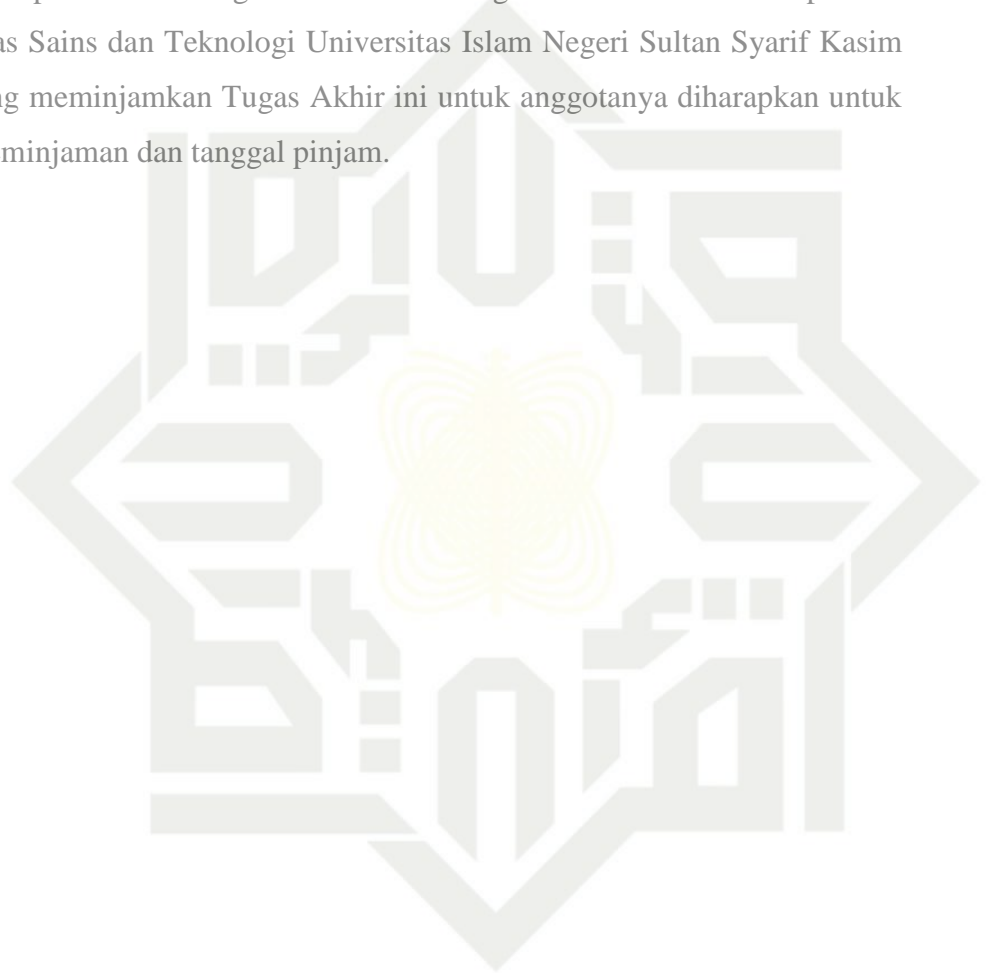 as Sains dan Teknologi Universitas Islam Negeri Sultan Syarif Kasim
ng meminjamkan Tugas Akhir ini untuk anggotanya diharapkan untuk
minjaman dan tanggal pinjam.